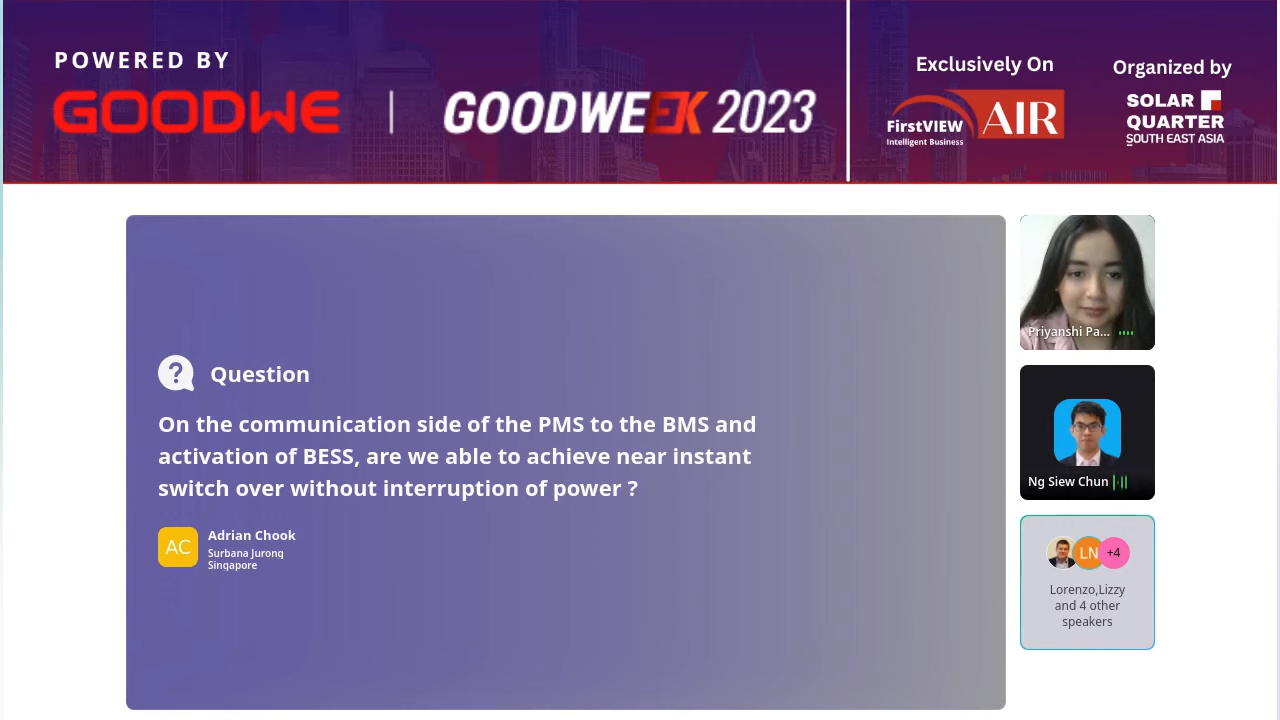 POWERED BY
GOODWE
GOODWEEK 2023
Exclusively On
FirstVIEW
Intelligent Business
AIR
Organized by
SOLAR
QUARTER
SOUTH EAST ASIA
Question
On the communication side of the PMS to the BMS and
activation of BESS, are we able to achieve near instant
switch over without interruption of power ?
AC
Adrian Chook
Surbana Jurong
Singapore
Priyanshi Pa...
Ng Siew Chun
LN
+4
Lorenzo,Lizzy
and 4 other
speakers